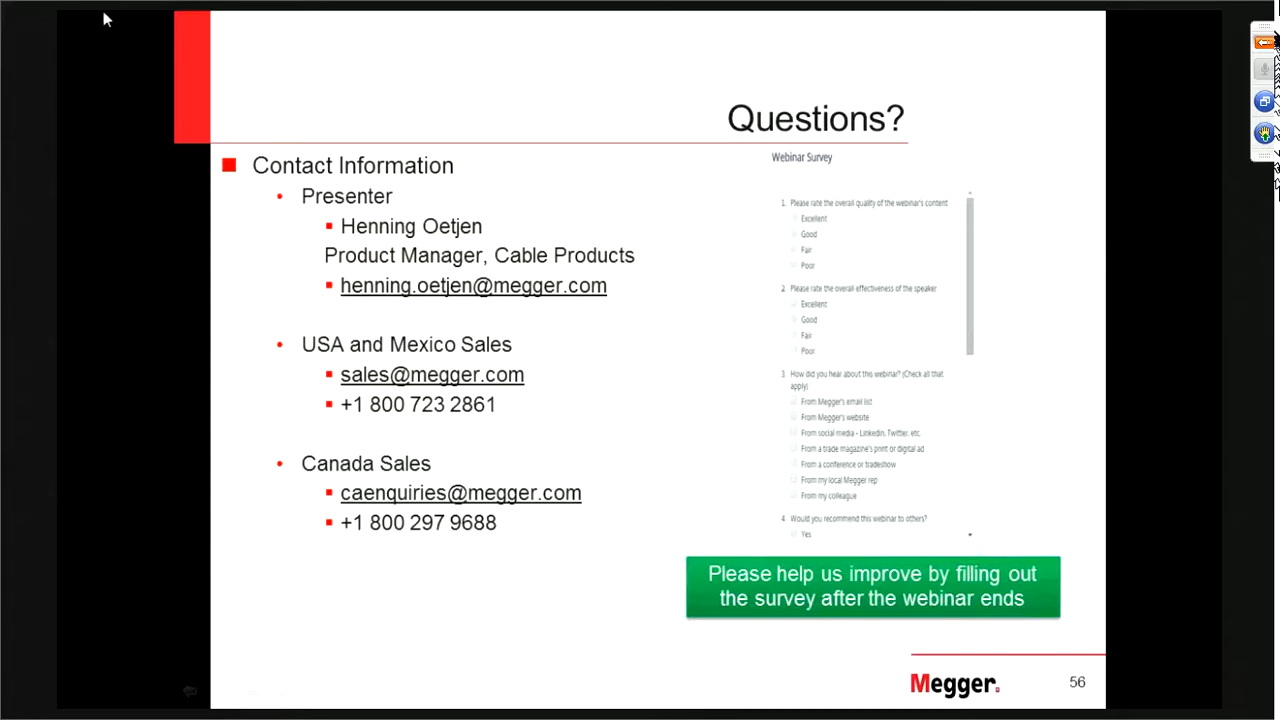 Questions?
Contact Information
Presenter
Henning Oetjen
Product Manager, Cable Products
henning.oetjen@megger.com
USA and Mexico Sales
sales@megger.com
+1 800 723 2861
Canada Sales
caenquiries@megger.com
+1 800 297 9688
Webinar Survey
1. Please rate the overall quality of the webinar's content
Excellent
Good
Fair
Poor
2. Please rate the overall effectiveness of the speaker
Excellent
Good
Fair
Poor
3. How did you hear about this webinar? (Check all that
apply)
From Megger's email list
From Megger's website
From social media - LinkedIn, Twitter, etc.
From a trade magazine's print or digital ad
From a conference or tradeshow
From my local Megger rep
From my colleague
4. Would you recommend this webinar to others?
Yes
Please help us improve by filling out
the survey after the webinar ends
Megger.
56